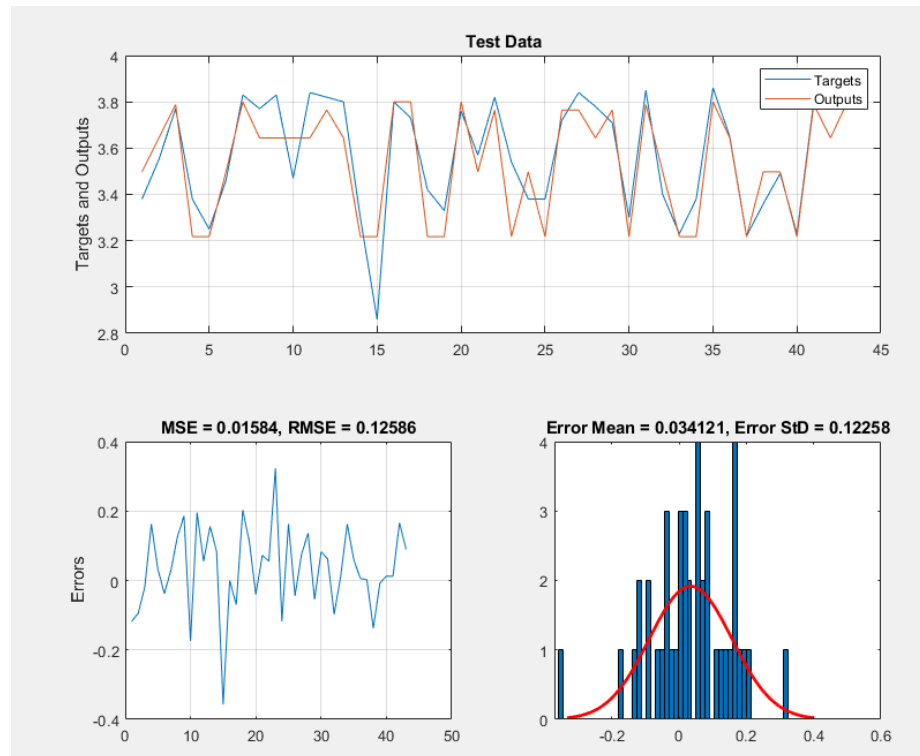 Test Data
Targets and Outputs
4
3.8
3.6
3.4
3.2
3
2.8
0 5 10 15 20 25 30 35 40 45
Targets
Outputs
MSE = 0.01584, RMSE = 0.12586
Errors
0.4
0.2
0
-0.2
-0.4
0 10 20 30 40 50
Error Mean = 0.034121, Error StD = 0.12258
4
3
2
1
0
-0.2 0 0.2 0.4 0.6